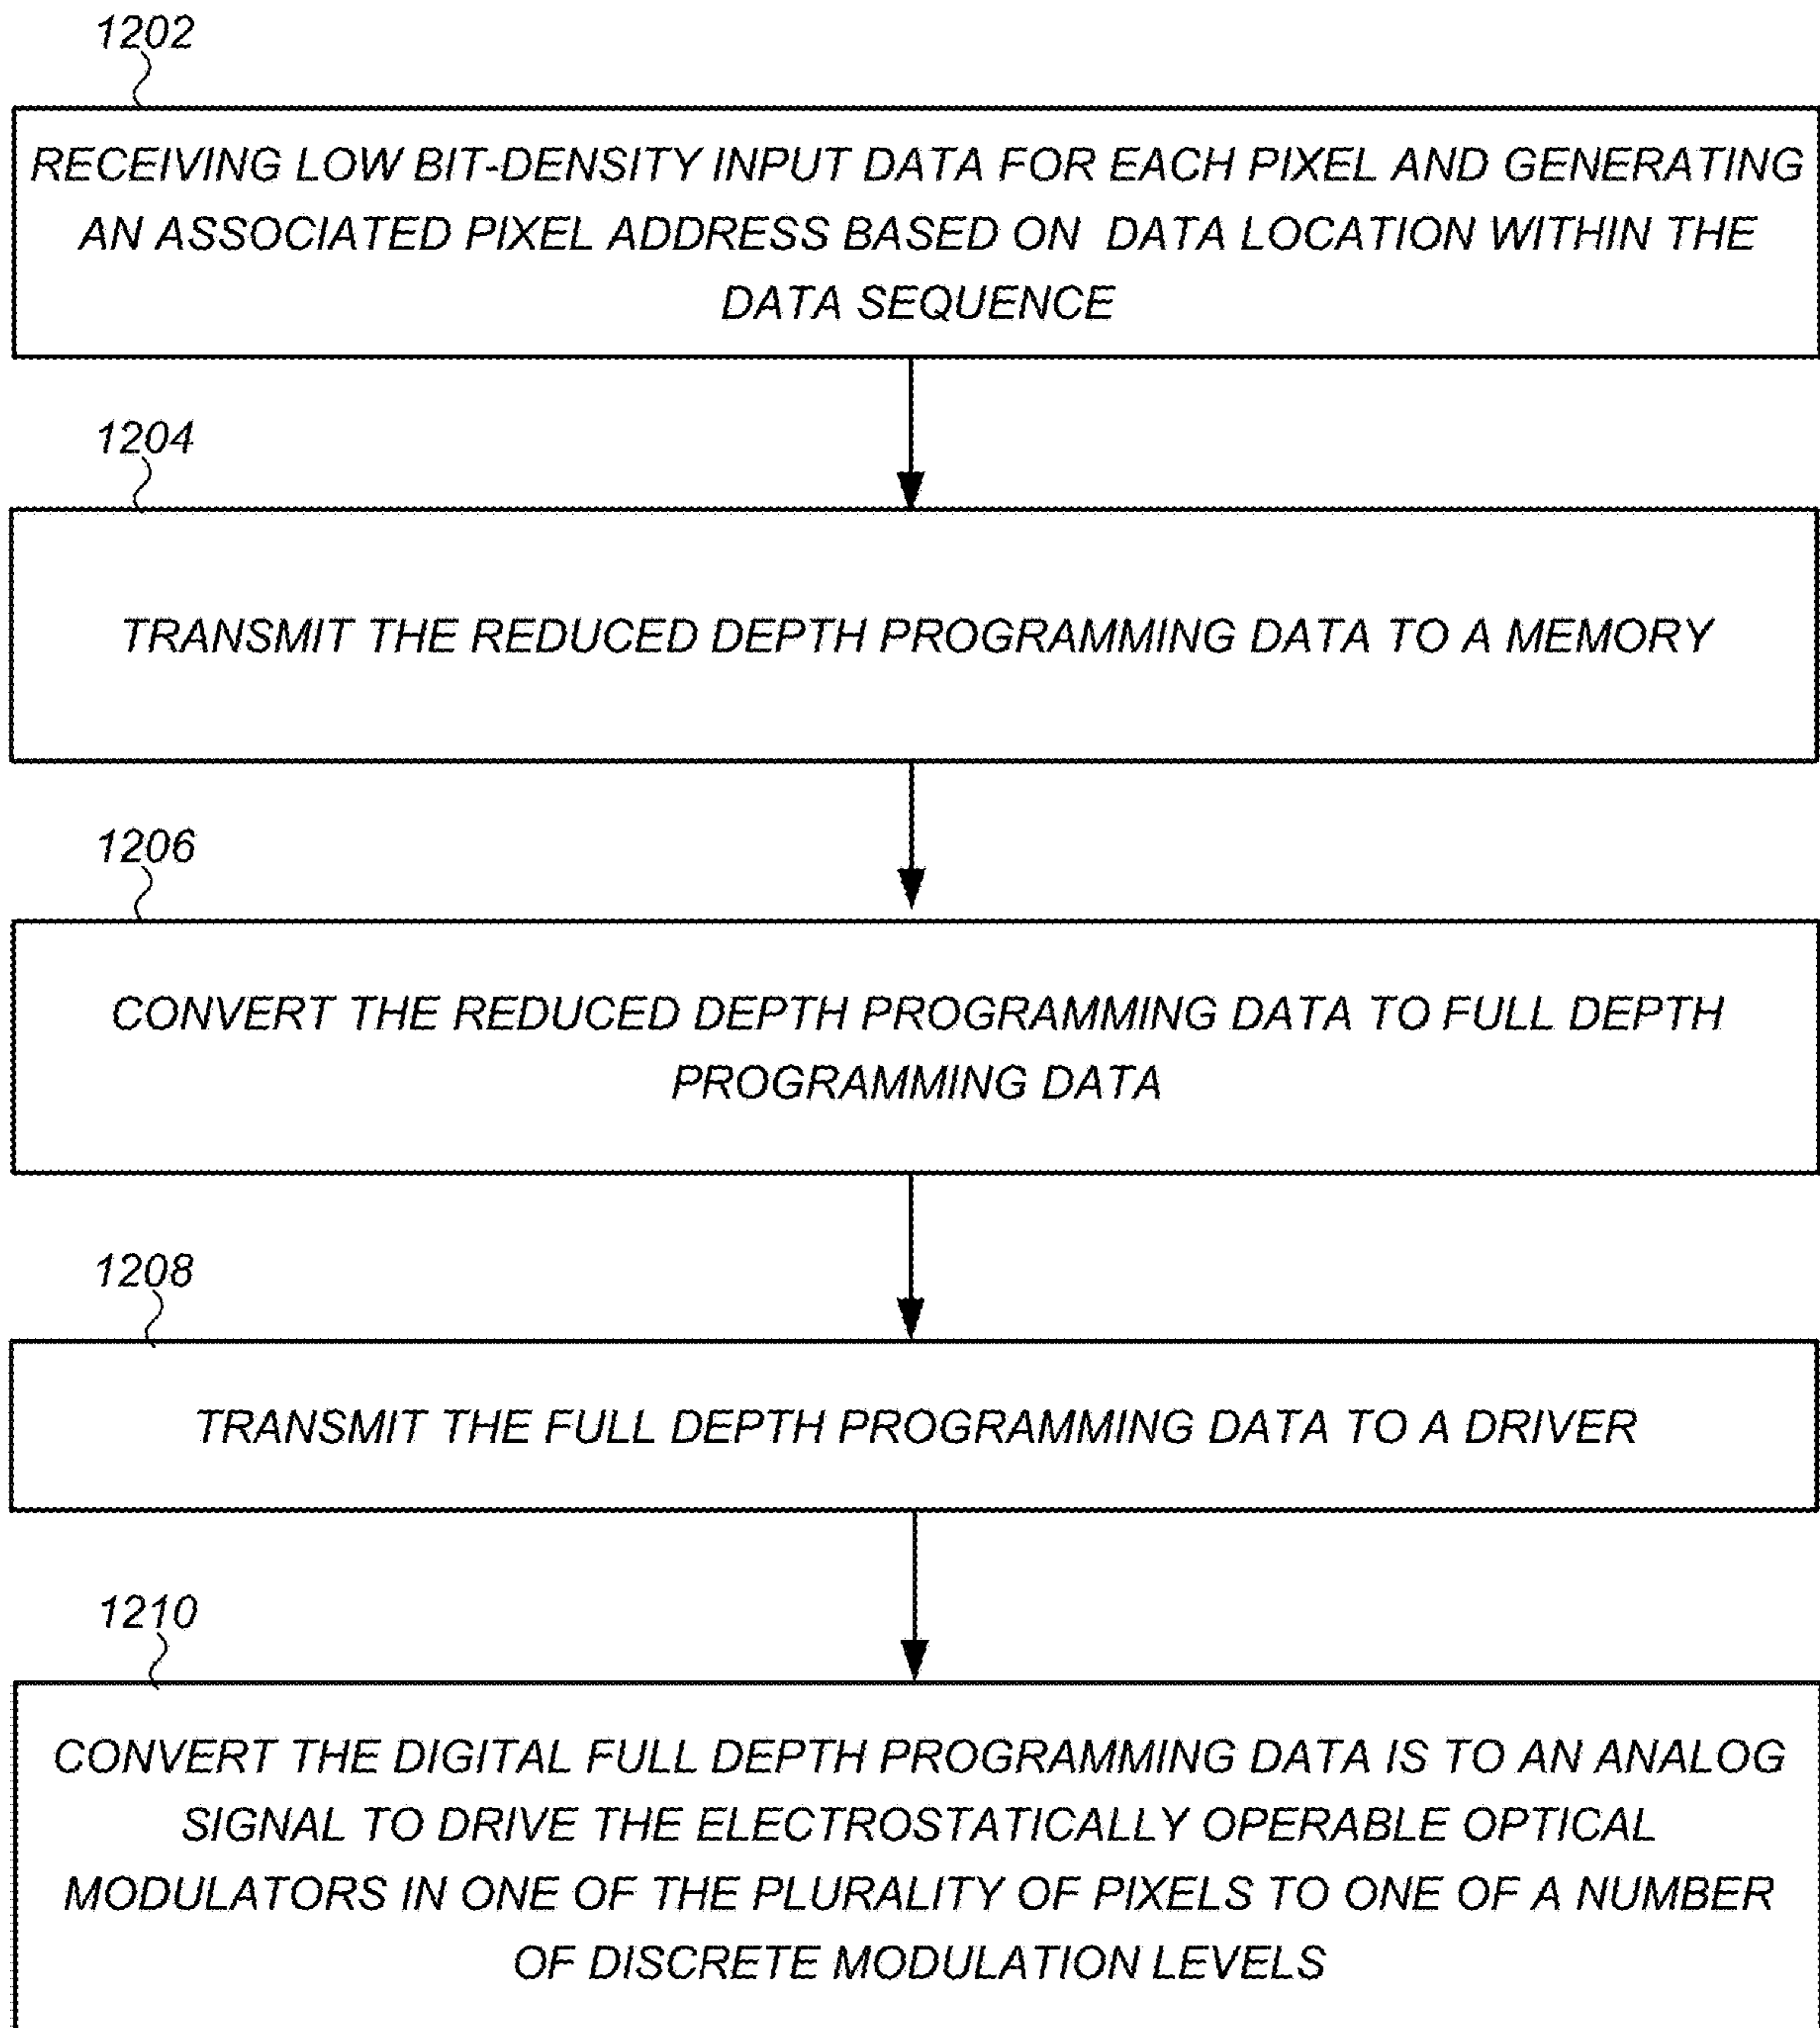 1202
RECEIVING LOW BIT-DENSITY INPUT DATA FOR EACH PIXEL AND GENERATING
AN ASSOCIATED PIXEL ADDRESS BASED ON DATA LOCATION WITHIN THE
DATA SEQUENCE
1204
TRANSMIT THE REDUCED DEPTH PROGRAMMING DATA TO A MEMORY
1206
CONVERT THE REDUCED DEPTH PROGRAMMING DATA TO FULL DEPTH
PROGRAMMING DATA
1208
TRANSMIT THE FULL DEPTH PROGRAMMING DATA TO A DRIVER
1210
CONVERT THE DIGITAL FULL DEPTH PROGRAMMING DATA IS TO AN ANALOG
SIGNAL TO DRIVE THE ELECTROSTATICALLY OPERABLE OPTICAL
MODULATORS IN ONE OF THE PLURALITY OF PIXELS TO ONE OF A NUMBER
OF DISCRETE MODULATION LEVELS